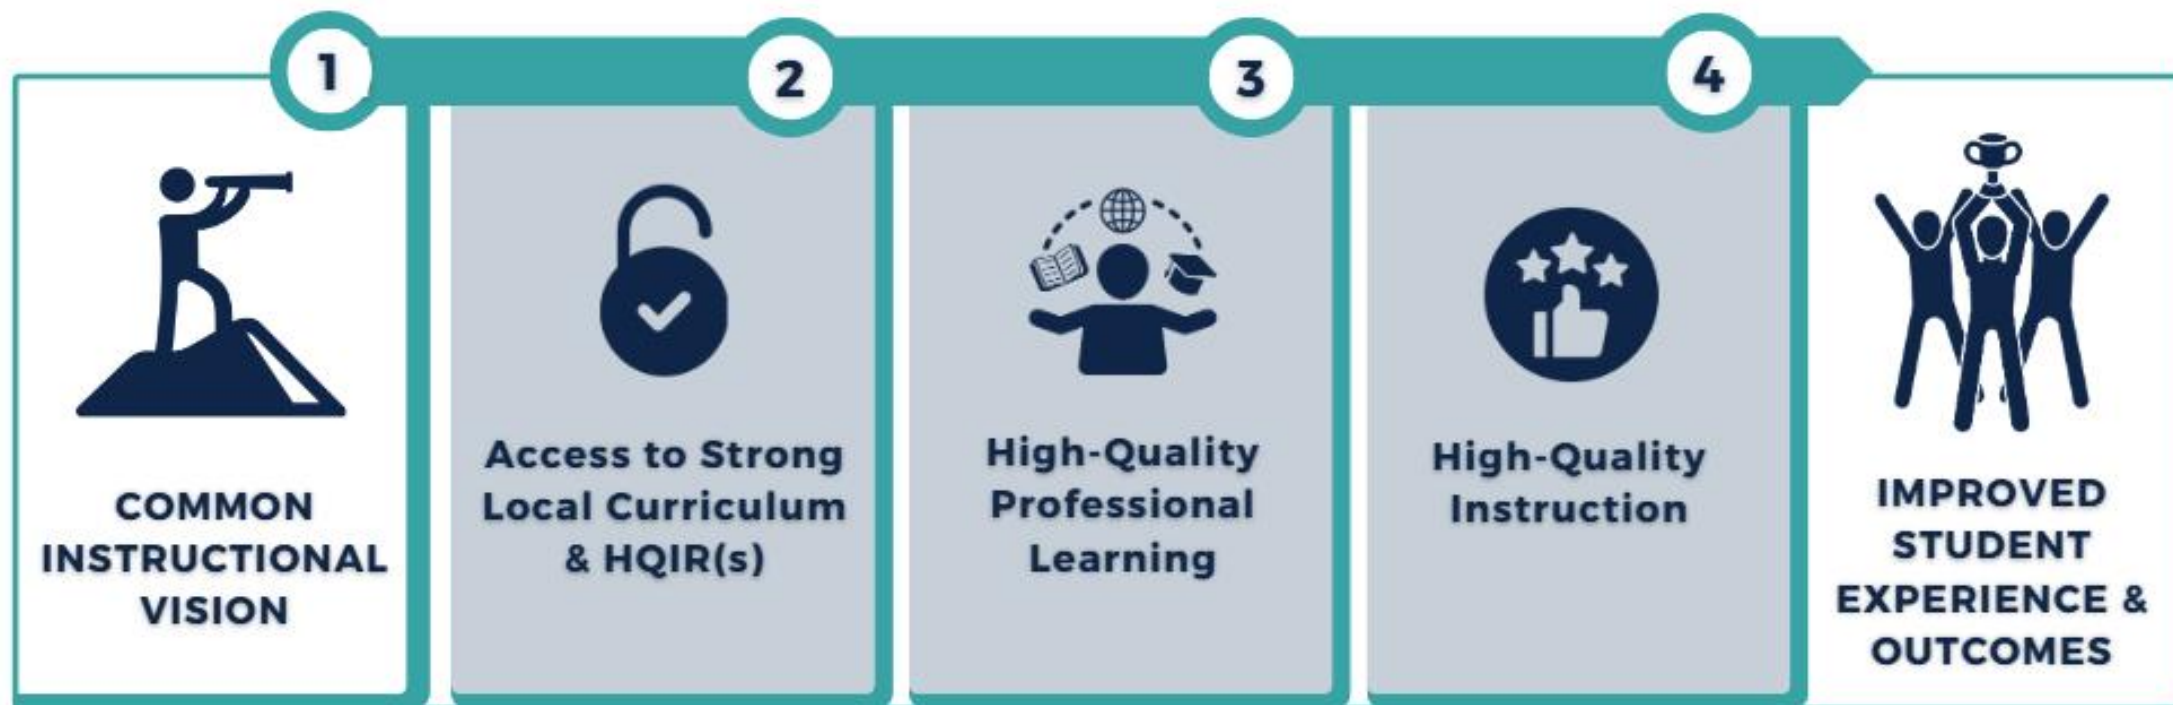 1
COMMON
INSTRUCTIONAL
VISION
2
Access to Strong
Local Curriculum
& HQIR(s)
3
High-Quality
Professional
Learning
4
High-Quality
Instruction
IMPROVED
STUDENT
EXPERIENCE &
OUTCOMES